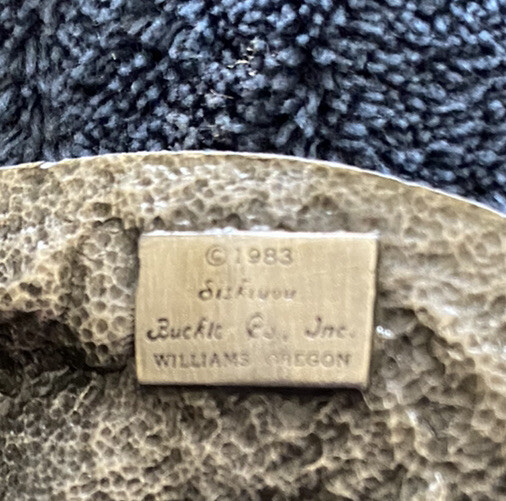 © 1983
Siskiyou
Buckle Co., Inc.
WILLIAMS OREGON